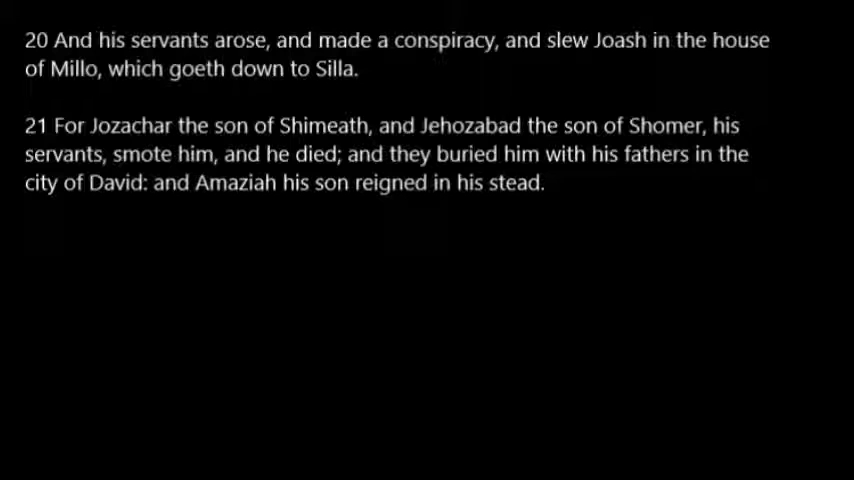 20 And his servants arose, and made a conspiracy, and slew Joash in the house
of Millo, which goeth down to Silla.
21 For Jozachar the son of Shimeath, and Jehozabad the son of Shomer, his
servants, smote him, and he died; and they buried him with his fathers in the
city of David: and Amaziah his son reigned in his stead.